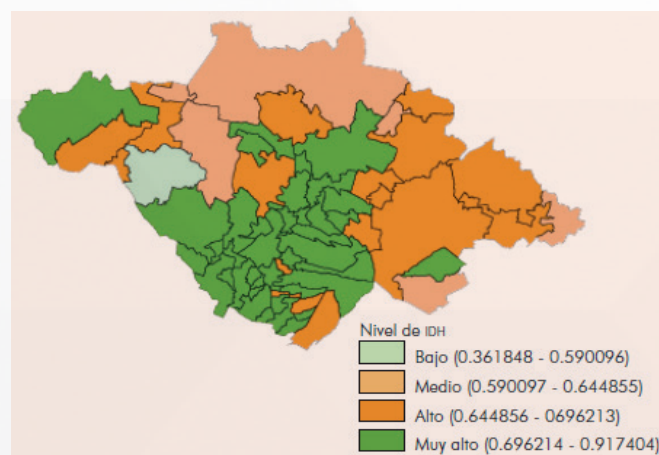 Nivel de IDH
Bajo (0.361848 - 0.590096)
Medio (0.590097 - 0.644855)
Alto (0.644856 - 0696213)
Muy alto (0.696214 - 0.917404)